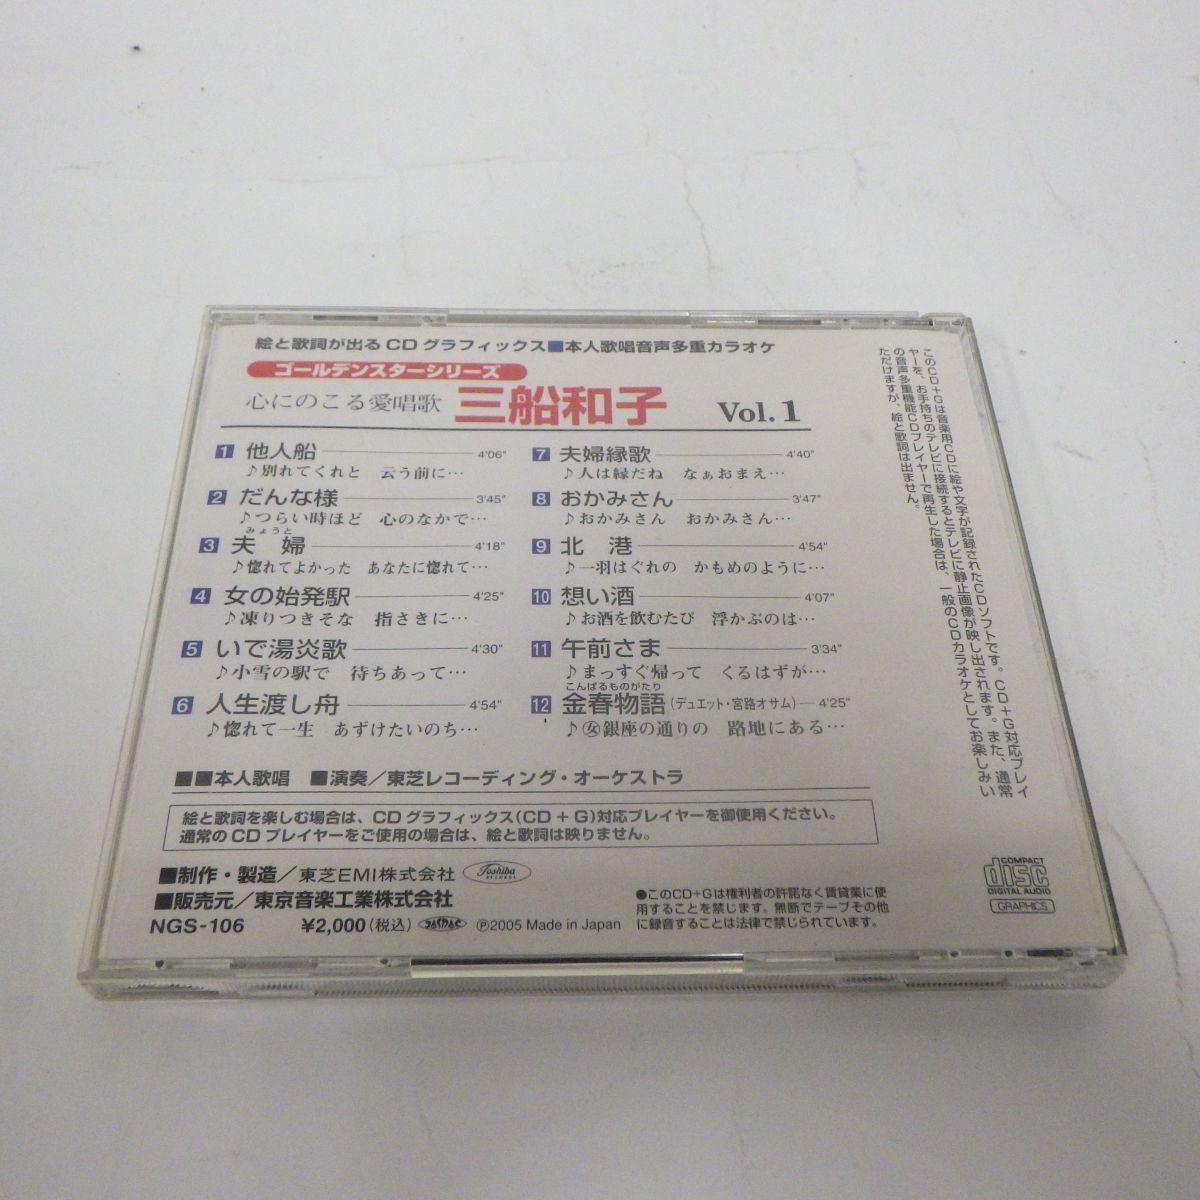 絵と歌詞が出るCDグラフィックス■本人歌唱音声多重カラオケ
ゴールデンスターシリーズ
心にのこる愛唱歌 三船和子 Vol.1
1 他人船 4'06"
♪別れてくれと 云う前に…
2 だんな様 3'45"
♪つらい時ほど 心のなかで…
みょうと
3 夫婦 4'18"
♪惚れてよかった あなたに惚れて…
4 女の始発駅 4'25"
♪凍りつきそな 指さきに…
5 いで湯炎歌 4'30"
♪小雪の駅で 待ちあって…
6 人生渡し舟 4'54"
♪惚れて一生 あずけたいのち…
7 夫婦縁歌 4'40"
♪人は縁だね なぁおまえ…
8 おかみさん 3'47"
♪おかみさん おかみさん…
9 北港 4'54"
♪一羽はぐれの かもめのように…
10 想い酒 4'07"
♪お酒を飲むたび 浮かぶのは…
11 午前さま 3'34"
♪まっすぐ帰って くるはずが…
こんぱるものがたり
12 金春物語(デュエット・宮路オサム) 4'25"
♪㊛銀座の通りの 路地にある…
■■本人歌唱 ■演奏/東芝レコーディング・オーケストラ
絵と歌詞を楽しむ場合は、CDグラフィックス(CD+G)対応プレイヤーを御使用ください。
通常のCDプレイヤーをご使用の場合は、絵と歌詞は映りません。
■制作・製造/東芝EMI株式会社 Toshiba RECORDS
■販売元/東京音楽工業株式会社
NGS-106 ¥2,000(税込) Ⓟ2005 Made in Japan
●このCD+Gは権利者の許諾なく賃貸業に使
用することを禁じます。無断でテープその他
に録音することは法律で禁じられています。
COMPACT
disc
DIGITAL AUDIO
GRAPHICS
このCD+Gは音楽用CDに絵や文字が記録されたCDソフトです。CD+G対応プレイ
ヤーを、お手持ちのテレビに接続するとテレビに静止画像が映し出されます。また、通常
の音声多重機能CDプレイヤーで再生した場合は、一般のCDカラオケとしてお楽しみい
ただけますが、絵と歌詞は出ません。